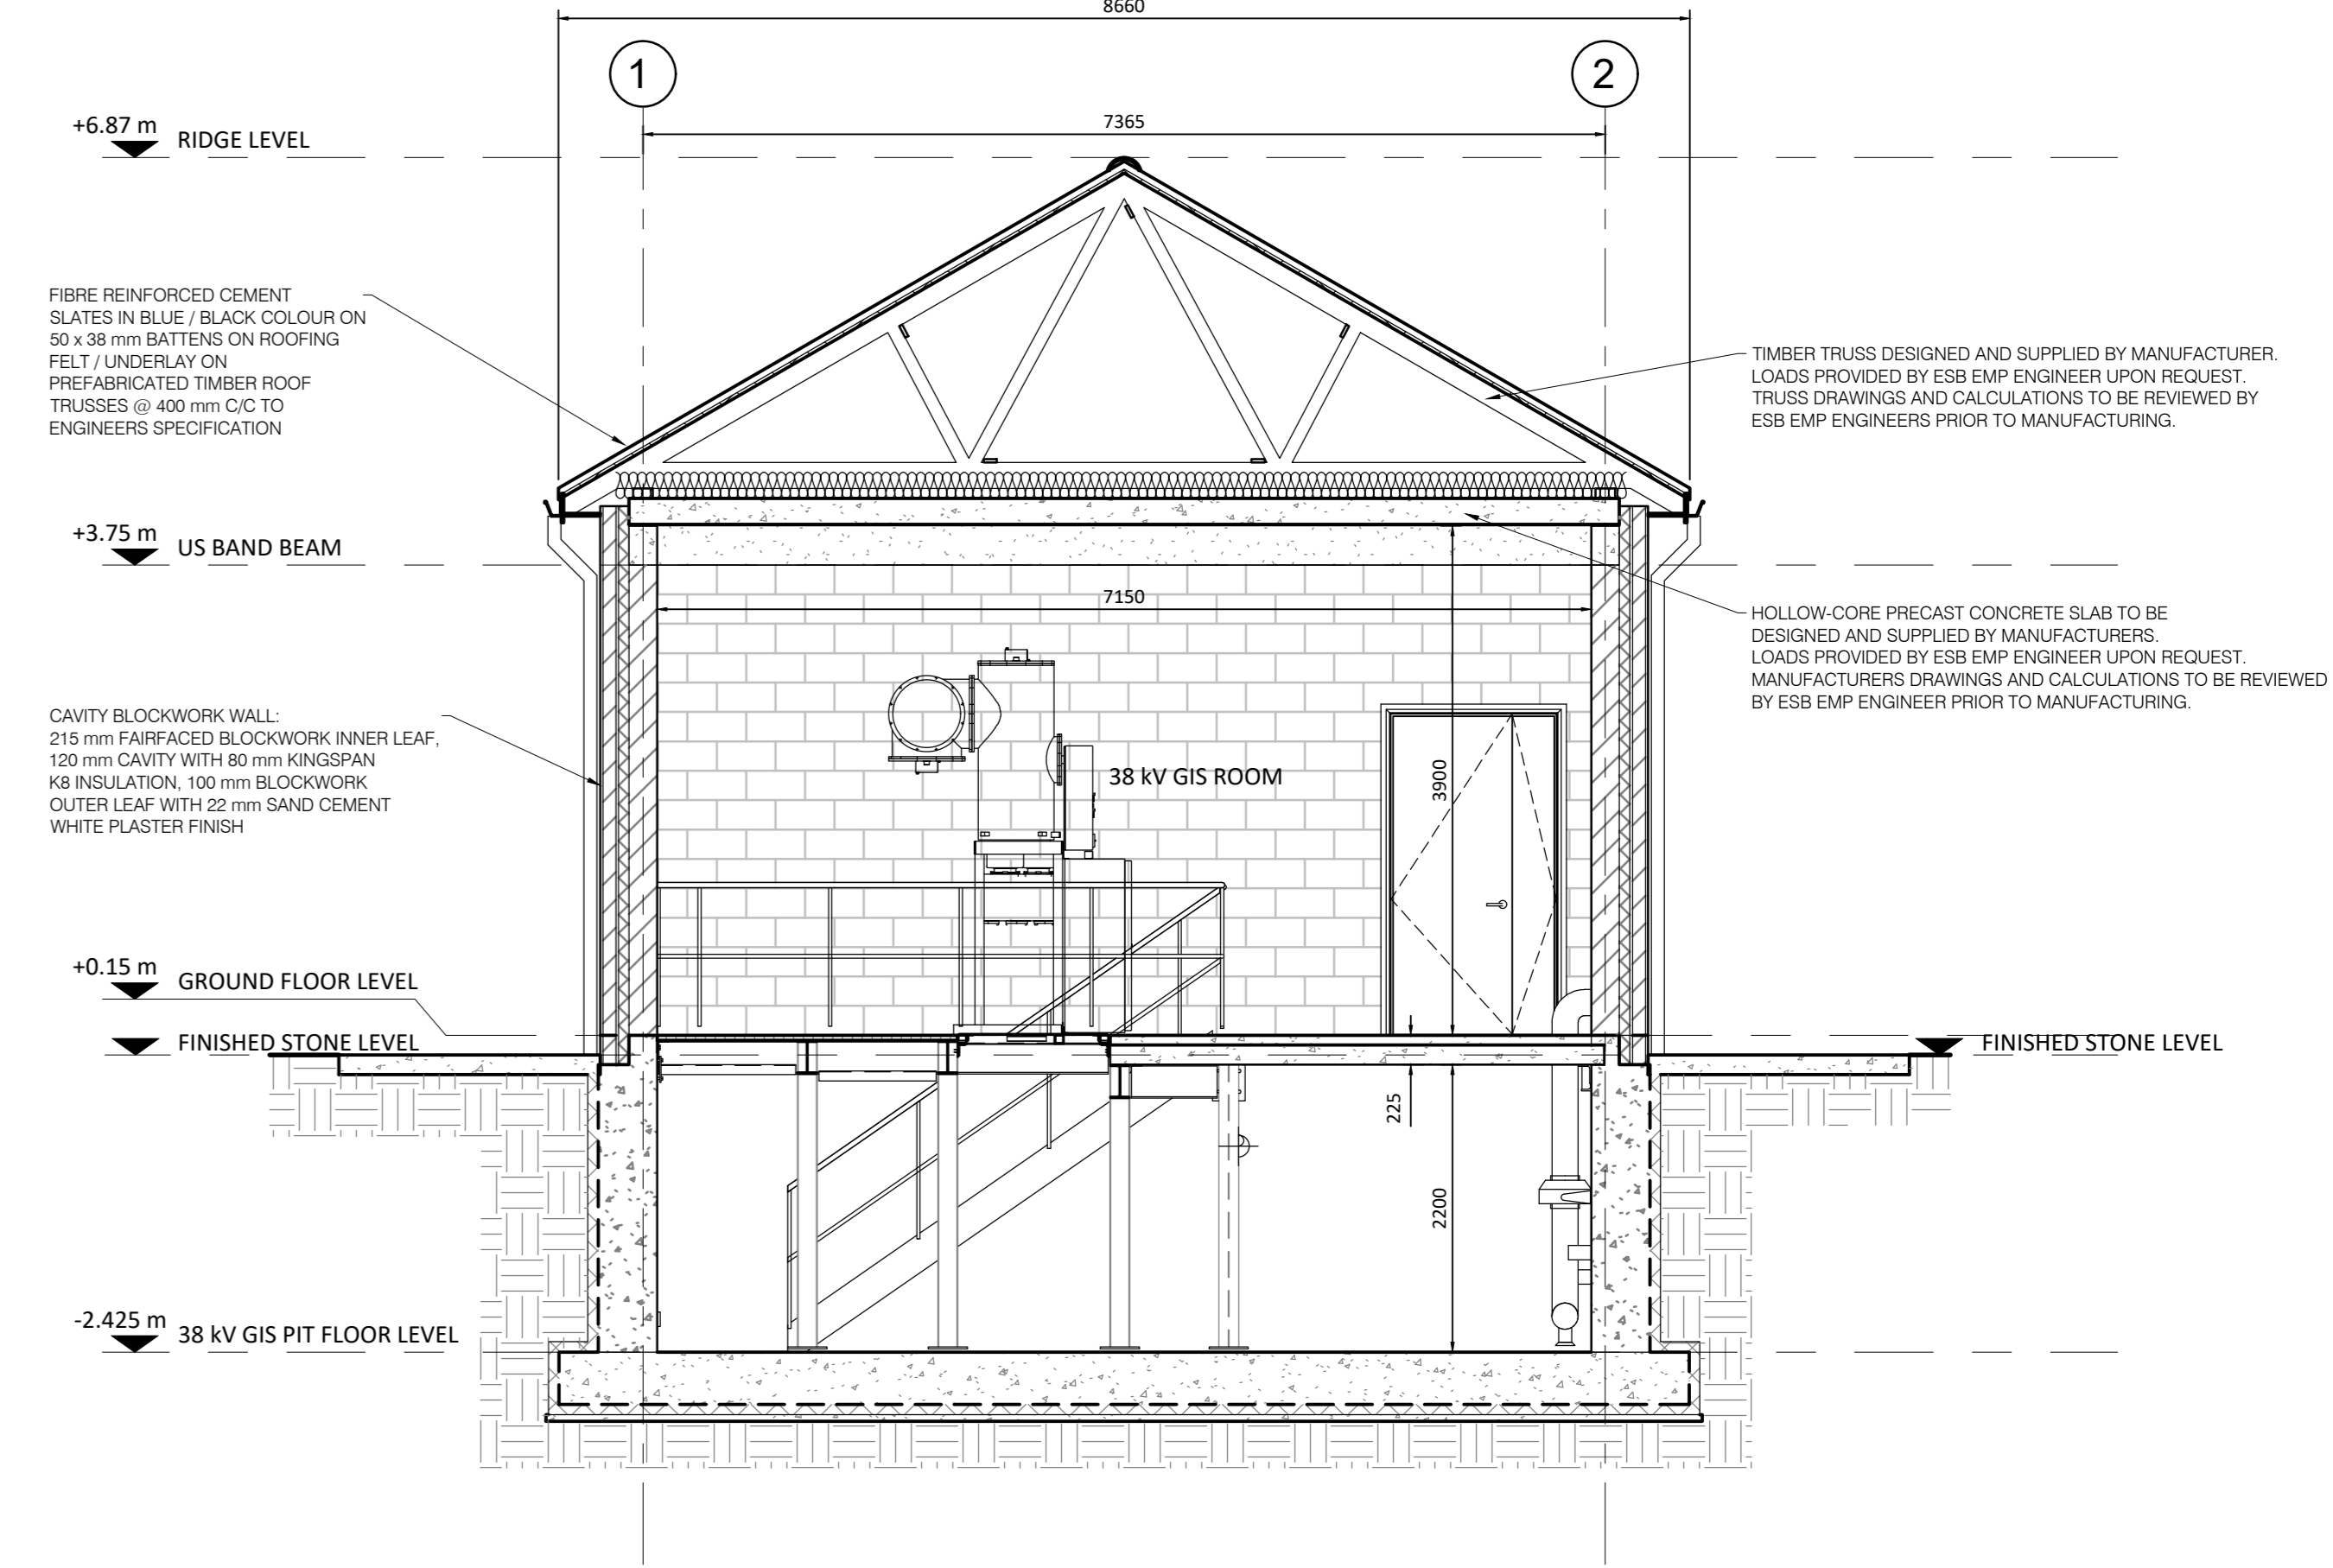 8660
1
2
7365
+6.87 m
RIDGE LEVEL
FIBRE REINFORCED CEMENT
SLATES IN BLUE / BLACK COLOUR ON
50 x 38 mm BATTENS ON ROOFING
FELT / UNDERLAY ON
PREFABRICATED TIMBER ROOF
TRUSSES @ 400 mm C/C TO
ENGINEERS SPECIFICATION
TIMBER TRUSS DESIGNED AND SUPPLIED BY MANUFACTURER.
LOADS PROVIDED BY ESB EMP ENGINEER UPON REQUEST.
TRUSS DRAWINGS AND CALCULATIONS TO BE REVIEWED BY
ESB EMP ENGINEERS PRIOR TO MANUFACTURING.
+3.75 m
US BAND BEAM
7150
HOLLOW-CORE PRECAST CONCRETE SLAB TO BE
DESIGNED AND SUPPLIED BY MANUFACTURERS.
LOADS PROVIDED BY ESB EMP ENGINEER UPON REQUEST.
MANUFACTURERS DRAWINGS AND CALCULATIONS TO BE REVIEWED
BY ESB EMP ENGINEER PRIOR TO MANUFACTURING.
CAVITY BLOCKWORK WALL:
215 mm FAIRFACED BLOCKWORK INNER LEAF,
120 mm CAVITY WITH 80 mm KINGSPAN
K8 INSULATION, 100 mm BLOCKWORK
OUTER LEAF WITH 22 mm SAND CEMENT
WHITE PLASTER FINISH
38 kV GIS ROOM
3900
+0.15 m
GROUND FLOOR LEVEL
FINISHED STONE LEVEL
FINISHED STONE LEVEL
225
2200
-2.425 m
38 kV GIS PIT FLOOR LEVEL